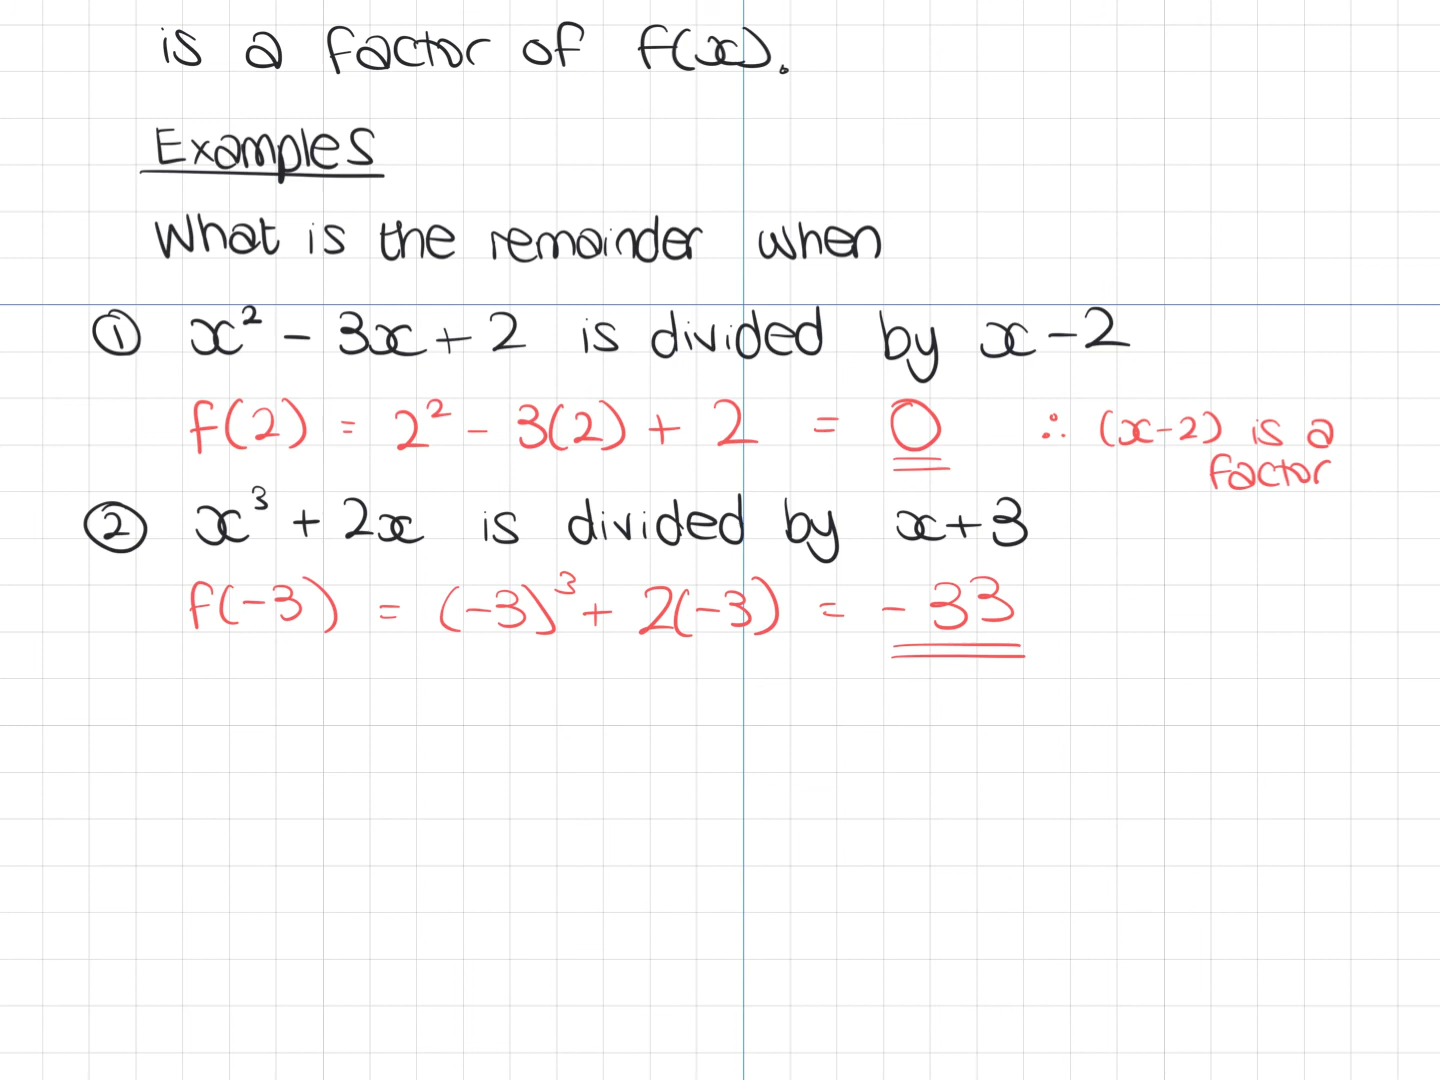 is a factor of f(x).
Examples
What is the remainder when
① x² - 3x + 2 is divided by x - 2
f(2) = 2² - 3(2) + 2 = 0 ∴ (x-2) is a
factor
② x³ + 2x is divided by x+3
f(-3) = (-3)³ + 2(-3) = -33